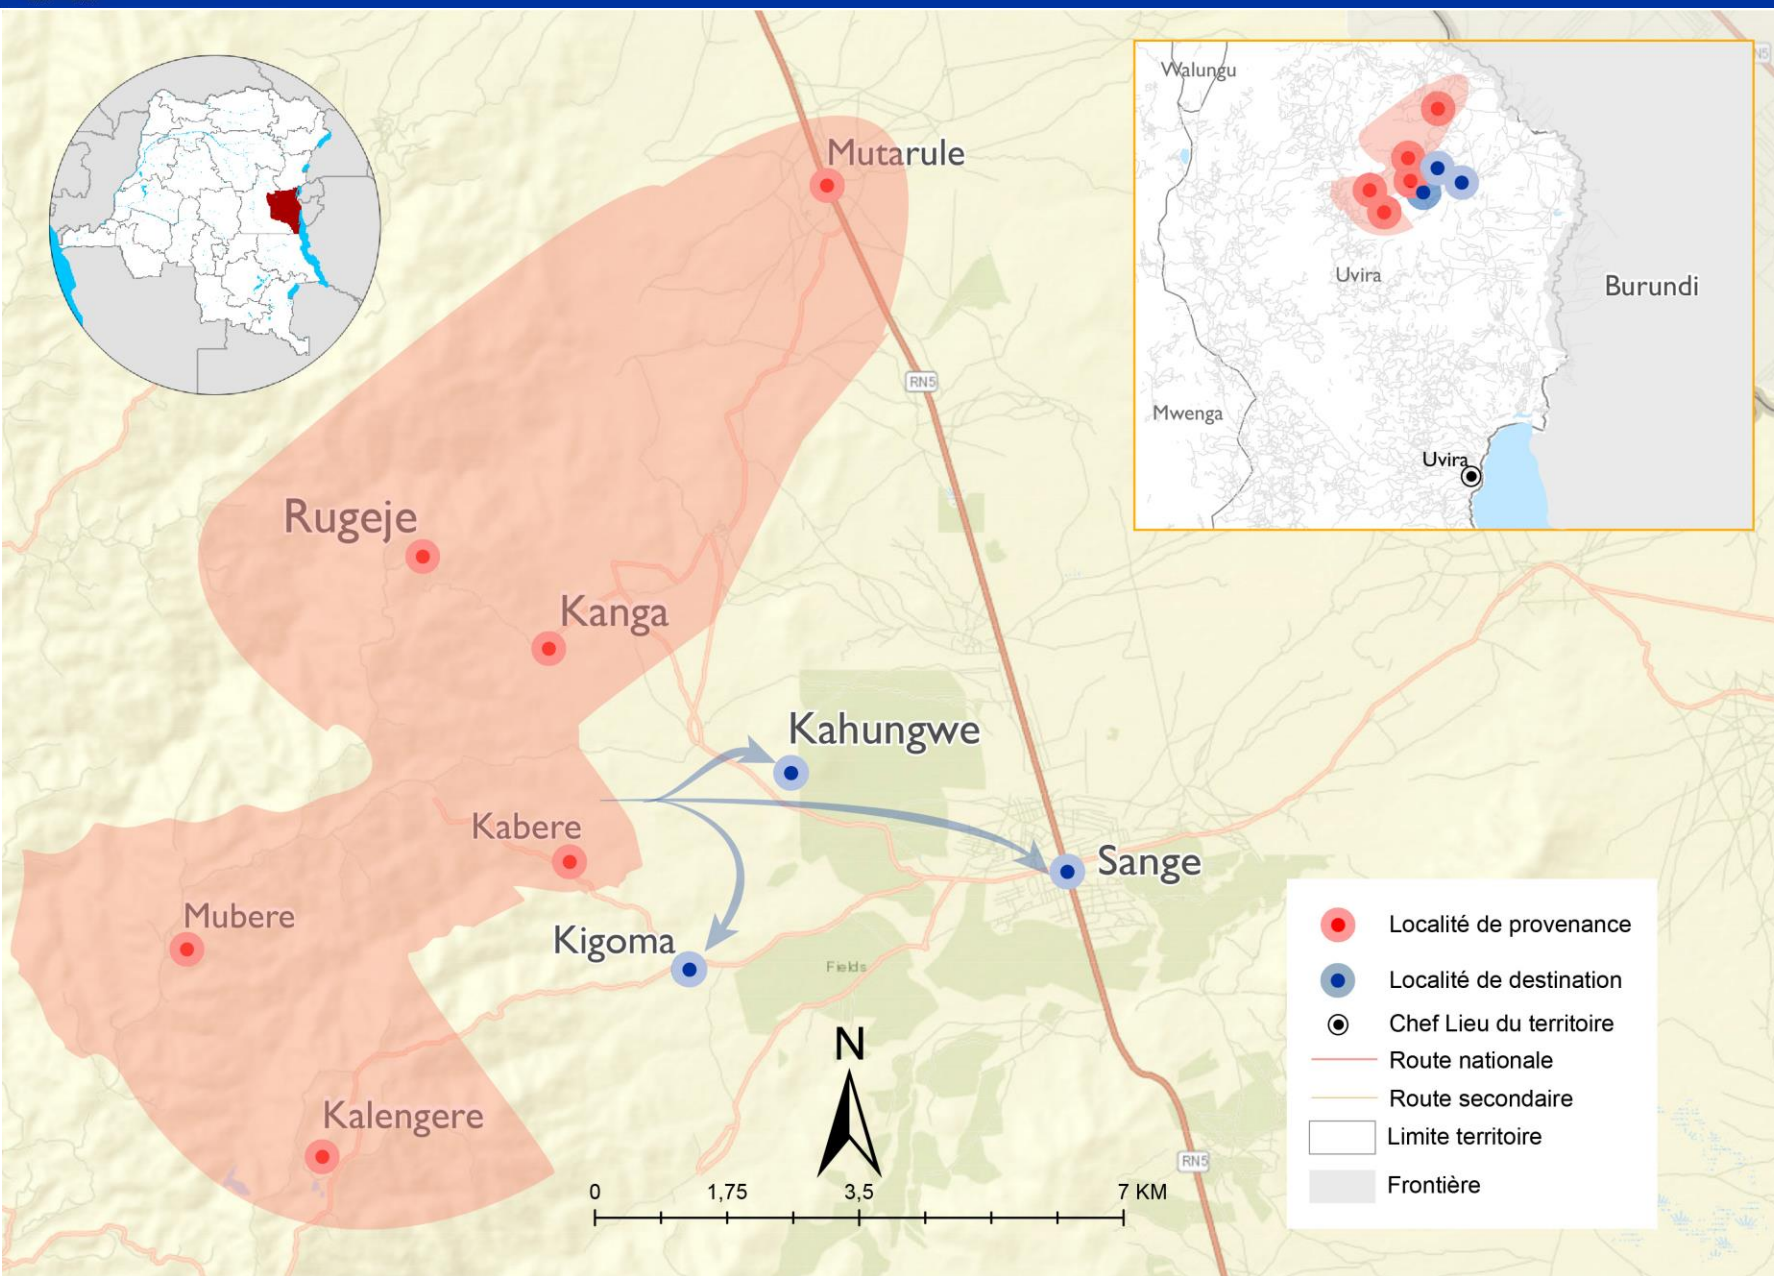 Walungu
Mutarule
Uvira
Burundi
RN5
Mwenga
Uvira
Rugeje
Kanga
Kahungwe
Kabere
Sange
Mubere
Kigoma
Fields
Kalengere
N
0 1,75 3,5 7 KM
RN5
Localité de provenance
Localité de destination
Chef Lieu du territoire
Route nationale
Route secondaire
Limite territoire
Frontière